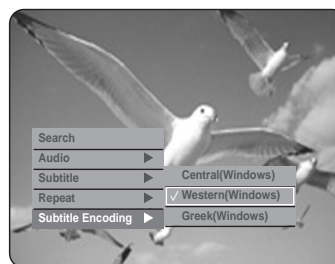 Search
Audio
Subtitle
Repeat
Subtitle Encoding
Central(Windows)
Western(Windows)
Greek(Windows)